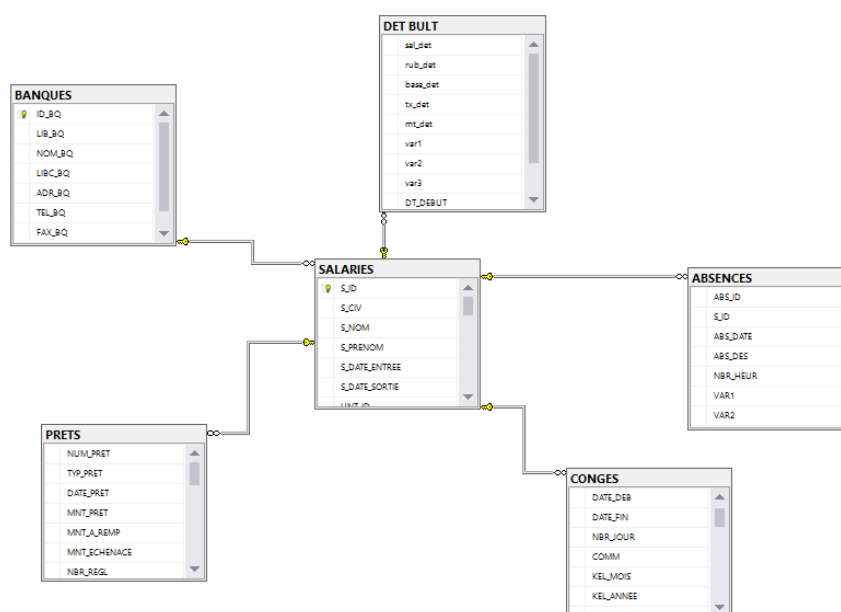 DET BULT
sal_det
rub_det
base_det
tx_det
mt_det
var1
var2
var3
DT_DEBUT
BANQUES
ID_BQ
LIB_BQ
NOM_BQ
LIBC_BQ
ADR_BQ
TEL_BQ
FAX_BQ
SALARIES
S_ID
S_CIV
S_NOM
S_PRENOM
S_DATE_ENTREE
S_DATE_SORTIE
UNT_ID
ABSENCES
ABS_ID
S_ID
ABS_DATE
ABS_DES
NBR_HEUR
VAR1
VAR2
PRETS
NUM_PRET
TYP_PRET
DATE_PRET
MNT_PRET
MNT_A_REMP
MNT_ECHENACE
NBR_REGL
CONGES
DATE_DEB
DATE_FIN
NBR_JOUR
COMM
KEL_MOIS
KEL_ANNEE